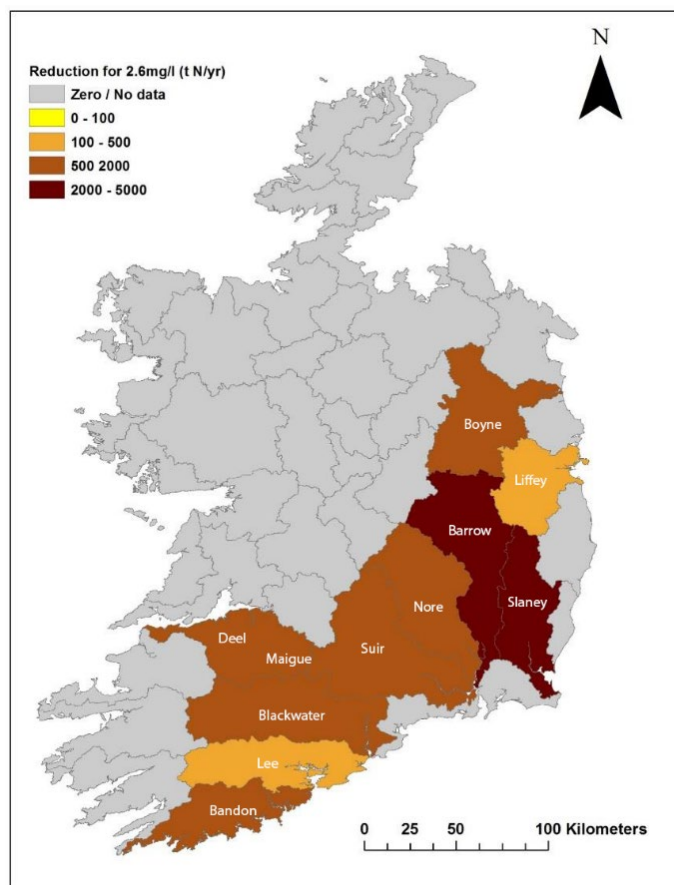 N
Reduction for 2.6mg/l (t N/yr)
Zero / No data
0 - 100
100 - 500
500 2000
2000 - 5000
Boyne
Liffey
Barrow
Slaney
Nore
Deel
Suir
Maigue
Blackwater
Lee
Bandon
0 25 50 100 Kilometers